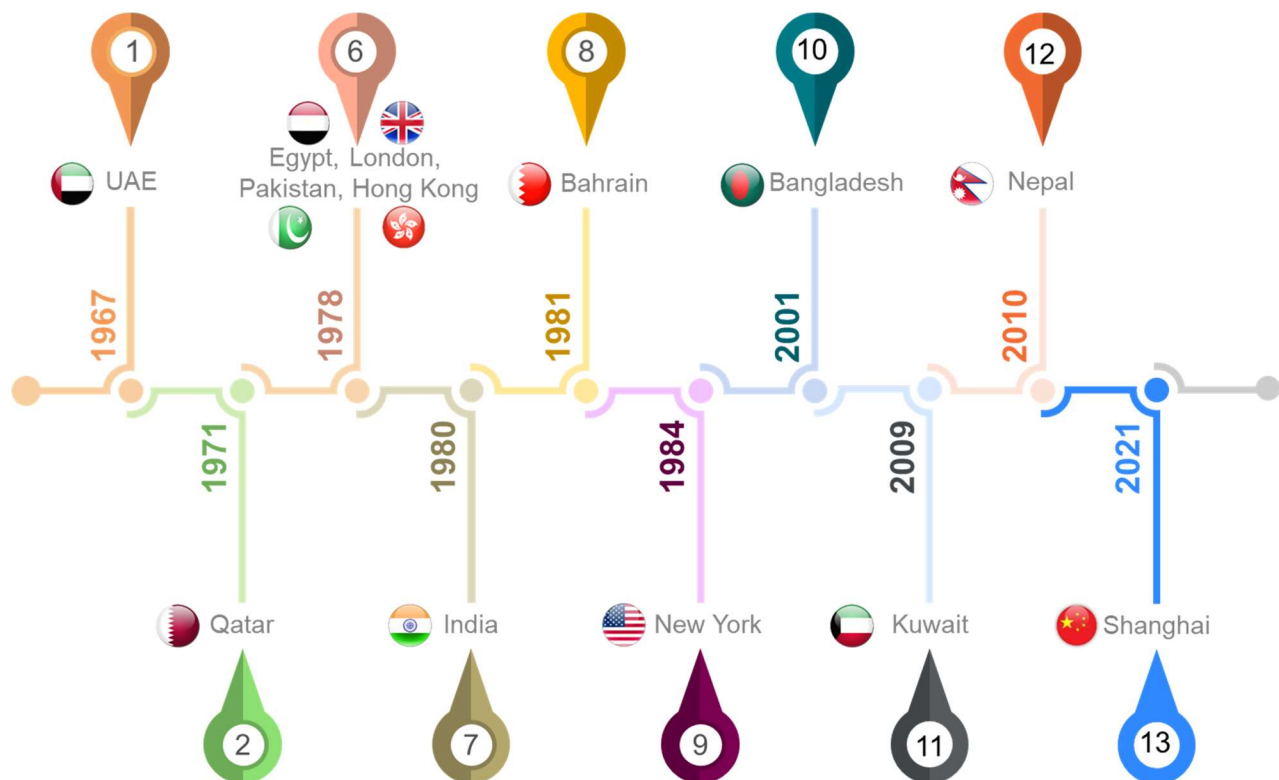 1
6
8
10
12
UAE
Egypt, London,
Pakistan, Hong Kong
Bahrain
Bangladesh
Nepal
1967
1978
1981
2001
2010
1971
1980
1984
2009
2021
Qatar
India
New York
Kuwait
Shanghai
2
7
9
11
13